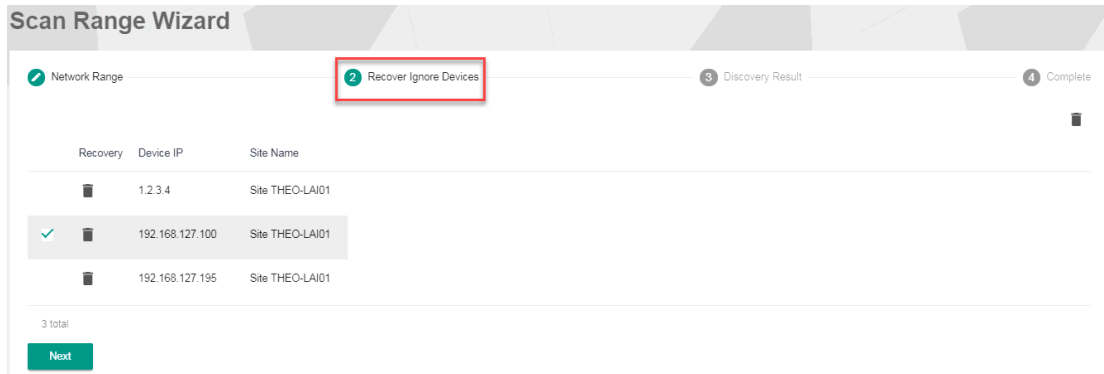 Scan Range Wizard
Network Range 2 Recover Ignore Devices 3 Discovery Result 4 Complete
Recovery Device IP Site Name
1.2.3.4 Site THEO-LAI01
192.168.127.100 Site THEO-LAI01
192.168.127.195 Site THEO-LAI01
3 total
Next